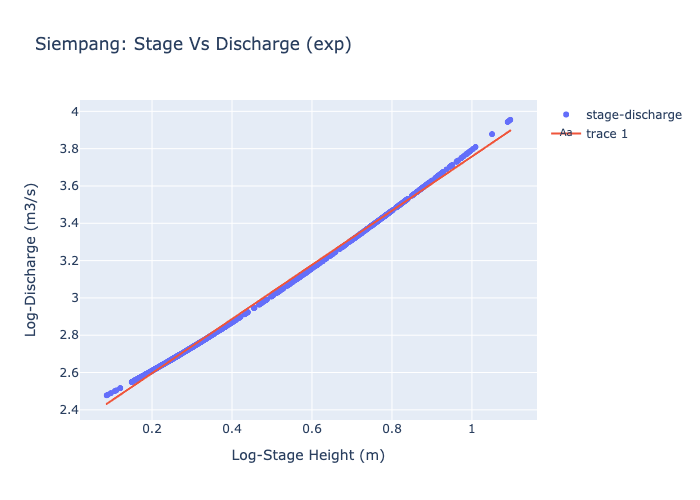 Siempang: Stage Vs Discharge (exp)
stage-discharge
Aa
trace 1
4
3.8
3.6
3.4
3.2
3
2.8
2.6
2.4
Log-Discharge (m3/s)
0.2
0.4
0.6
0.8
1
Log-Stage Height (m)